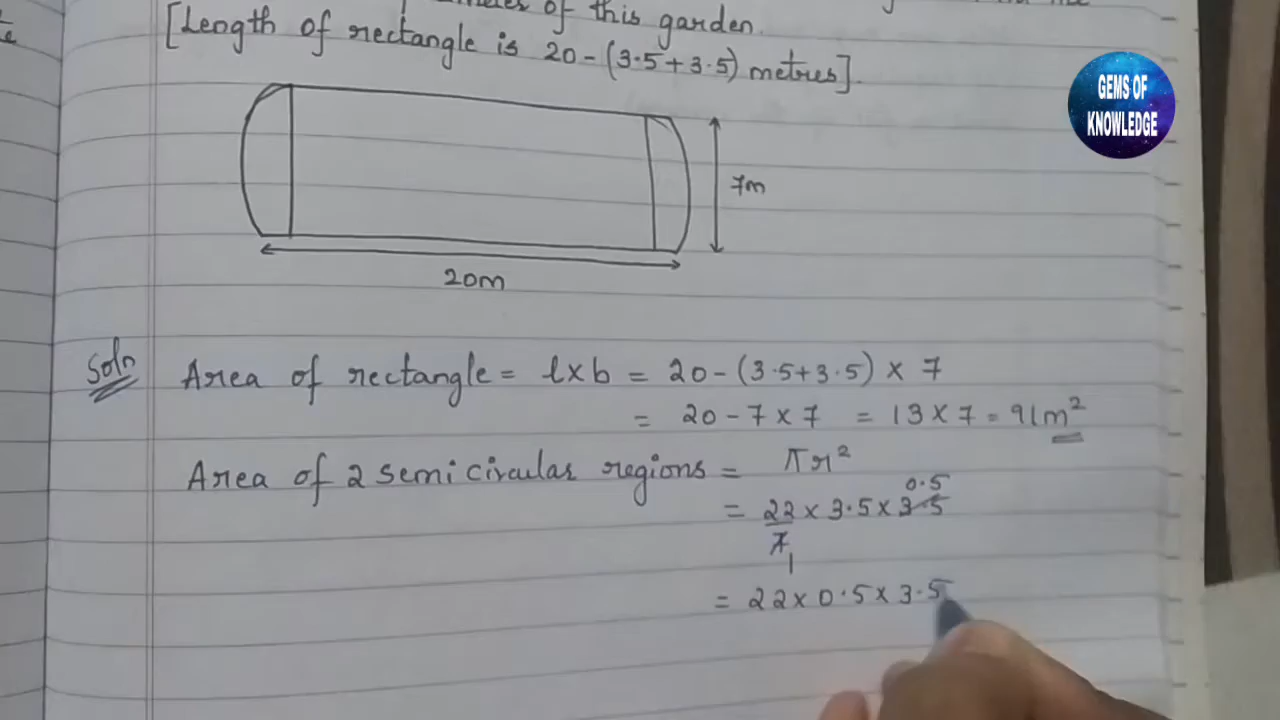 of this garden.
[Length of rectangle is 20-(3.5+3.5) metres].
GEMS OF
KNOWLEDGE
7m
20m
Soln Area of rectangle = l×b = 20-(3.5+3.5) × 7
= 20-7×7 = 13×7 = 91m²
Area of 2 semicircular regions = πr²
0.5
= 22 × 3.5 × 3.5
7
1
= 22×0.5×3.5